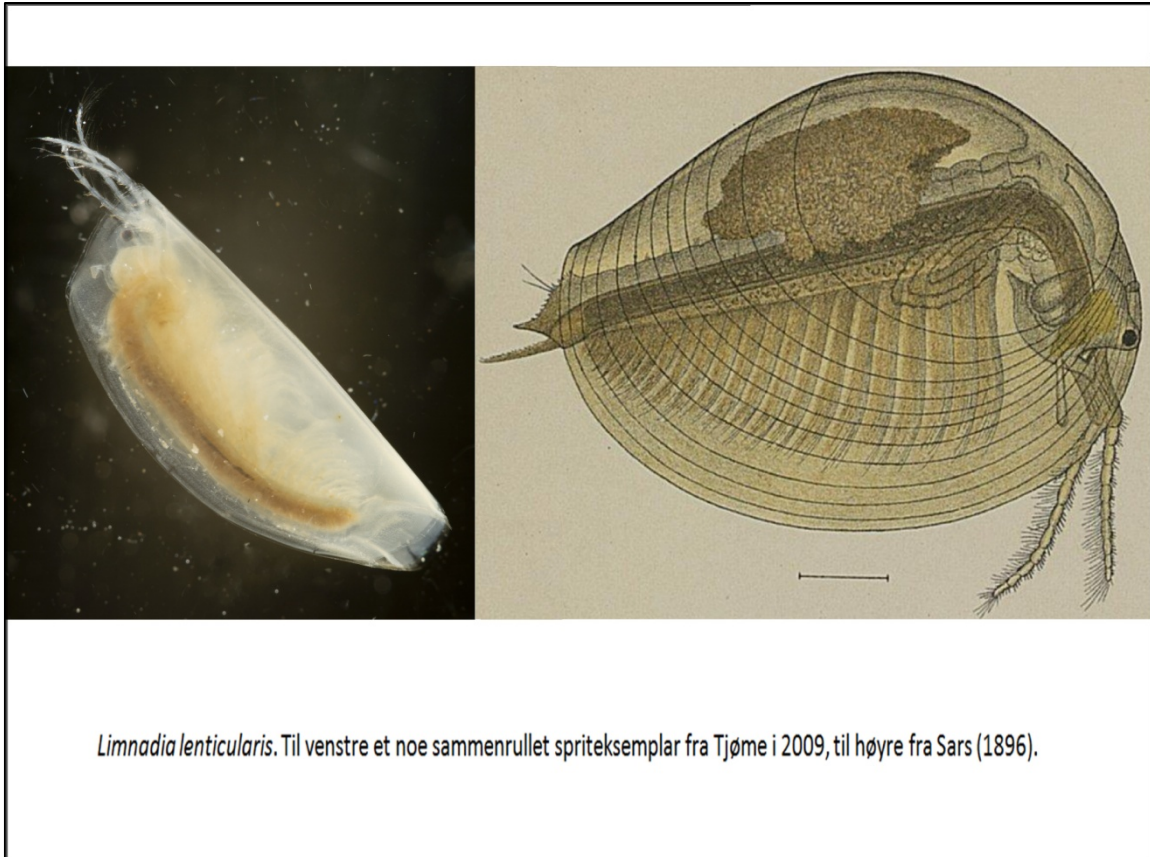 Limnadia lenticularis. Til venstre et noe sammenrullet spriteksemplar fra Tjøme i 2009, til høyre fra Sars (1896).